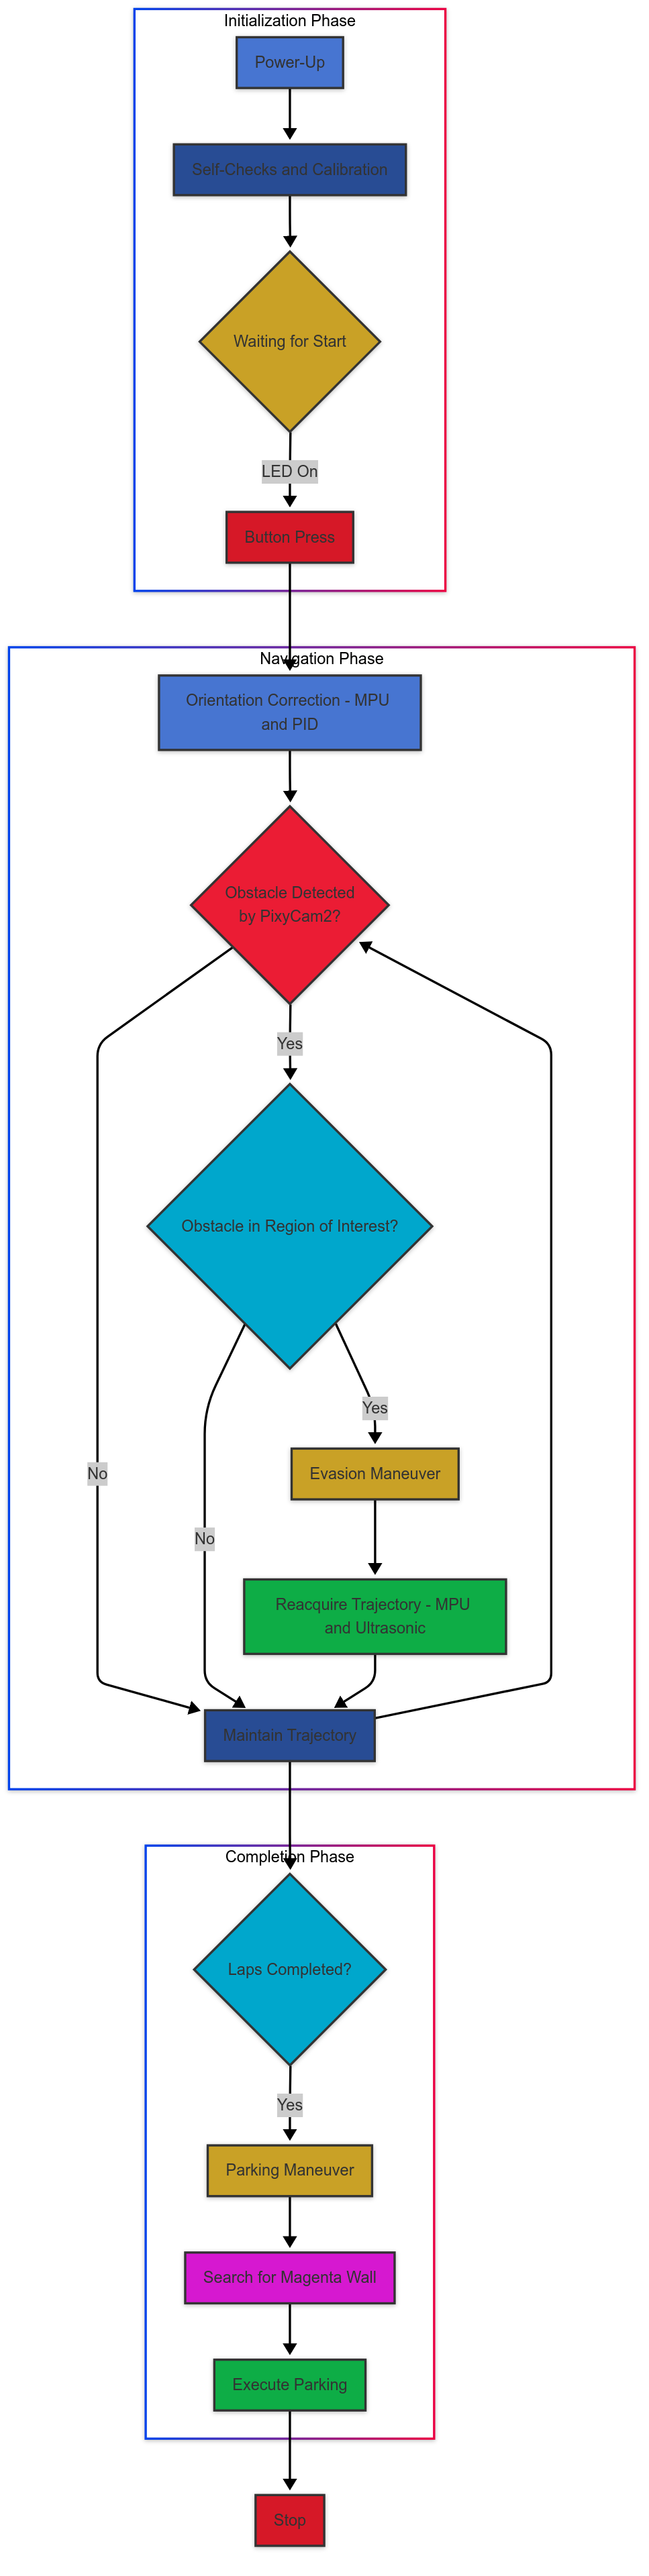 Initialization Phase
Power-Up
Self-Checks and Calibration
Waiting for Start
LED On
Button Press
Navigation Phase
Orientation Correction - MPU
and PID
Obstacle Detected
by PixyCam2?
Yes
Obstacle in Region of Interest?
Yes
Evasion Maneuver
No
No
Reacquire Trajectory - MPU
and Ultrasonic
Maintain Trajectory
Completion Phase
Laps Completed?
Yes
Parking Maneuver
Search for Magenta Wall
Execute Parking
Stop